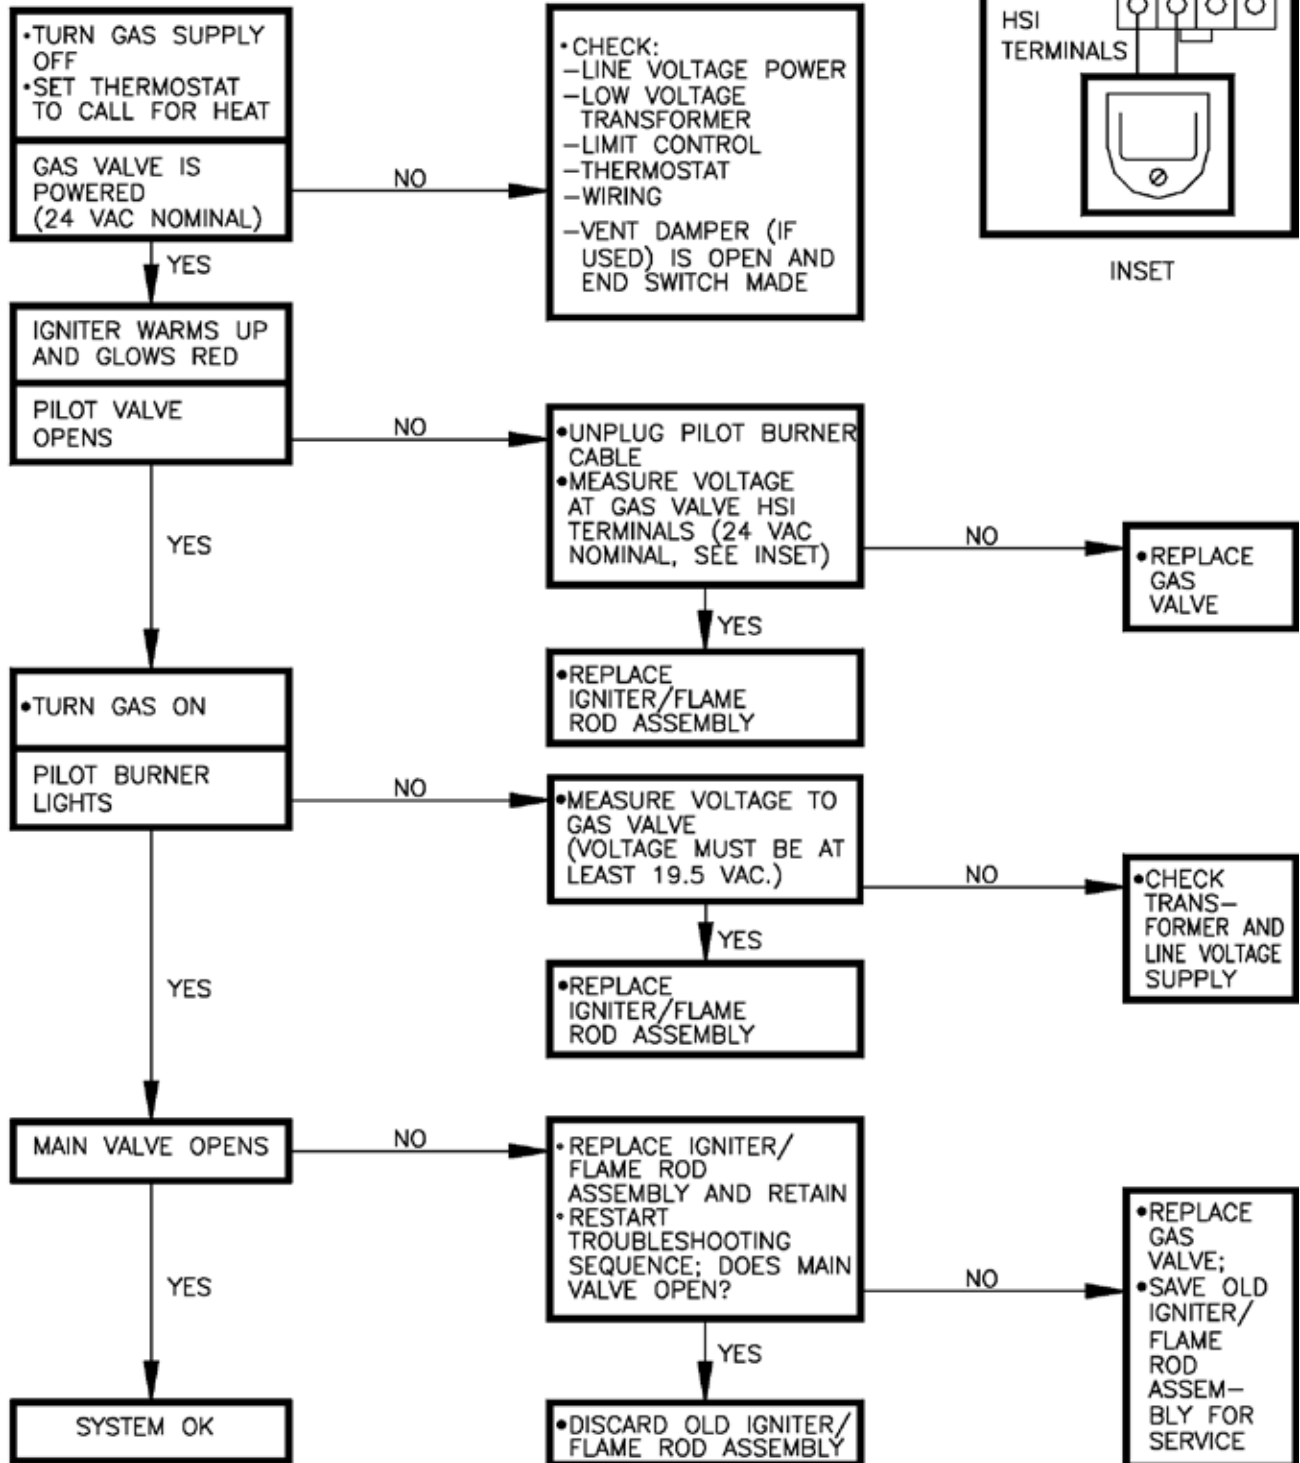 •TURN GAS SUPPLY
OFF
•SET THERMOSTAT
TO CALL FOR HEAT
GAS VALVE IS
POWERED
(24 VAC NOMINAL)
NO
•CHECK:
–LINE VOLTAGE POWER
–LOW VOLTAGE
TRANSFORMER
–LIMIT CONTROL
–THERMOSTAT
–WIRING
–VENT DAMPER (IF
USED) IS OPEN AND
END SWITCH MADE
HSI
TERMINALS
INSET
YES
IGNITER WARMS UP
AND GLOWS RED
PILOT VALVE
OPENS
NO
•UNPLUG PILOT BURNER
CABLE
•MEASURE VOLTAGE
AT GAS VALVE HSI
TERMINALS (24 VAC
NOMINAL, SEE INSET)
NO
•REPLACE
GAS
VALVE
YES
•REPLACE
IGNITER/FLAME
ROD ASSEMBLY
YES
•TURN GAS ON
PILOT BURNER
LIGHTS
NO
•MEASURE VOLTAGE TO
GAS VALVE
(VOLTAGE MUST BE AT
LEAST 19.5 VAC.)
NO
•CHECK
TRANS–
FORMER AND
LINE VOLTAGE
SUPPLY
YES
•REPLACE
IGNITER/FLAME
ROD ASSEMBLY
YES
MAIN VALVE OPENS
NO
•REPLACE IGNITER/
FLAME ROD
ASSEMBLY AND RETAIN
•RESTART
TROUBLESHOOTING
SEQUENCE; DOES MAIN
VALVE OPEN?
NO
•REPLACE
GAS
VALVE;
•SAVE OLD
IGNITER/
FLAME
ROD
ASSEM–
BLY FOR
SERVICE
YES
•DISCARD OLD IGNITER/
FLAME ROD ASSEMBLY
YES
SYSTEM OK